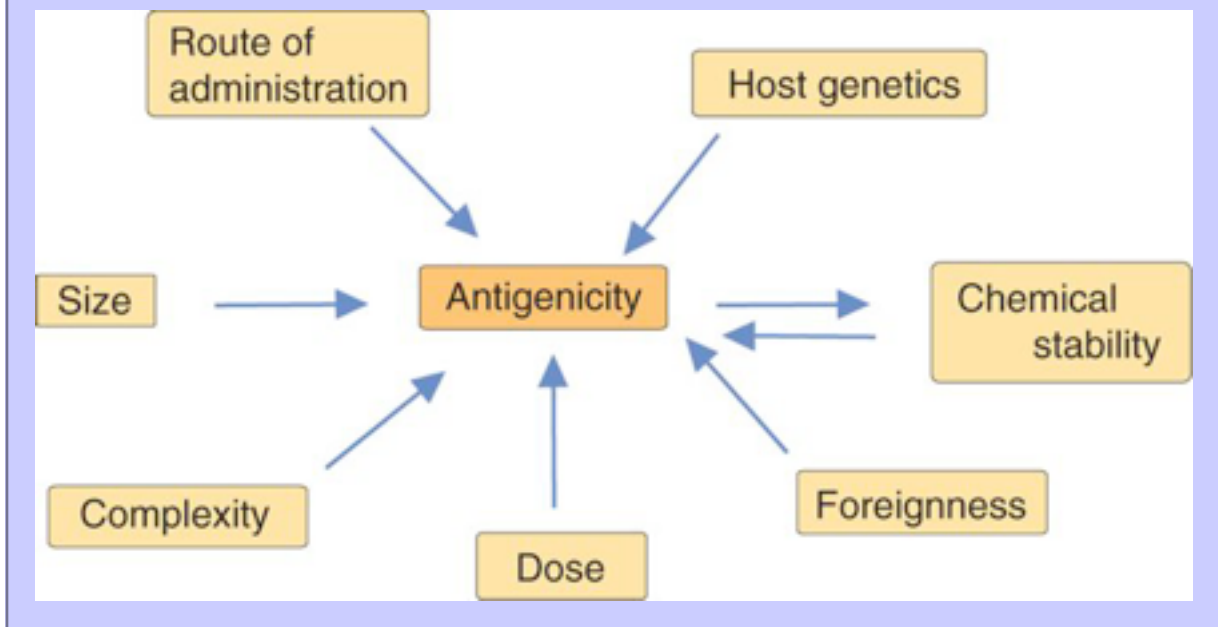 Route of
administration
Host genetics
Size
Antigenicity
Chemical
stability
Complexity
Dose
Foreignness